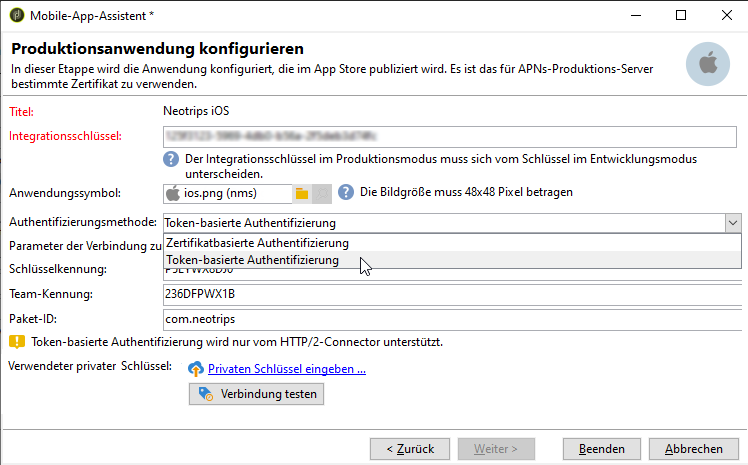 Mobile-App-Assistent *
Produktionsanwendung konfigurieren
In dieser Etappe wird die Anwendung konfiguriert, die im App Store publiziert wird. Es ist das für APNs-Produktions-Server
bestimmte Zertifikat zu verwenden.
Titel: Neotrips iOS
Integrationsschlüssel:
Der Integrationsschlüssel im Produktionsmodus muss sich vom Schlüssel im Entwicklungsmodus
unterscheiden.
Anwendungssymbol: ios.png (nms) Die Bildgröße muss 48x48 Pixel betragen
Authentifizierungsmethode: Token-basierte Authentifizierung
Parameter der Verbindung zu Zertifikatbasierte Authentifizierung
Token-basierte Authentifizierung
Schlüsselkennung:
Team-Kennung: 236DFPWX1B
Paket-ID: com.neotrips
Token-basierte Authentifizierung wird nur vom HTTP/2-Connector unterstützt.
Verwendeter privater Schlüssel: Privaten Schlüssel eingeben ...
Verbindung testen
< Zurück Weiter > Beenden Abbrechen